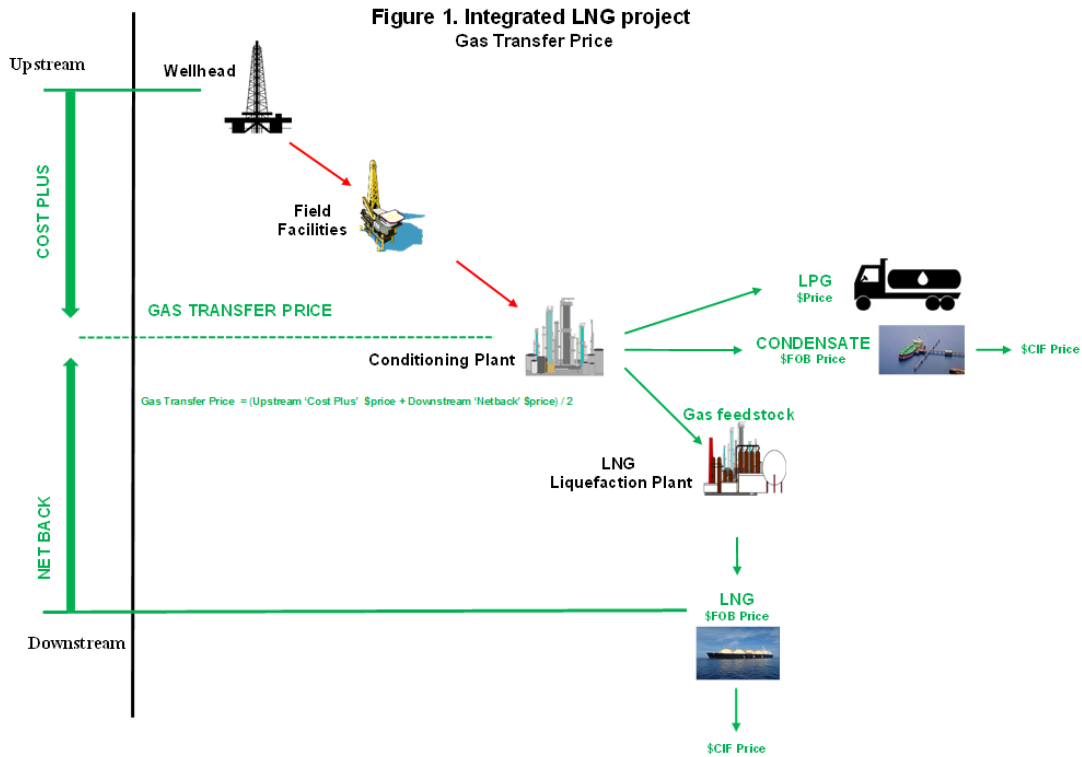 Figure 1. Integrated LNG project
Gas Transfer Price
Upstream
Wellhead
COST PLUS
Field
Facilities
LPG
$Price
GAS TRANSFER PRICE
CONDENSATE
$FOB Price
$CIF Price
Conditioning Plant
Gas Transfer Price = (Upstream ‘Cost Plus’ $price + Downstream ‘Netback’ $price) / 2
Gas feedstock
LNG
Liquefaction Plant
NET BACK
LNG
$FOB Price
Downstream
$CIF Price